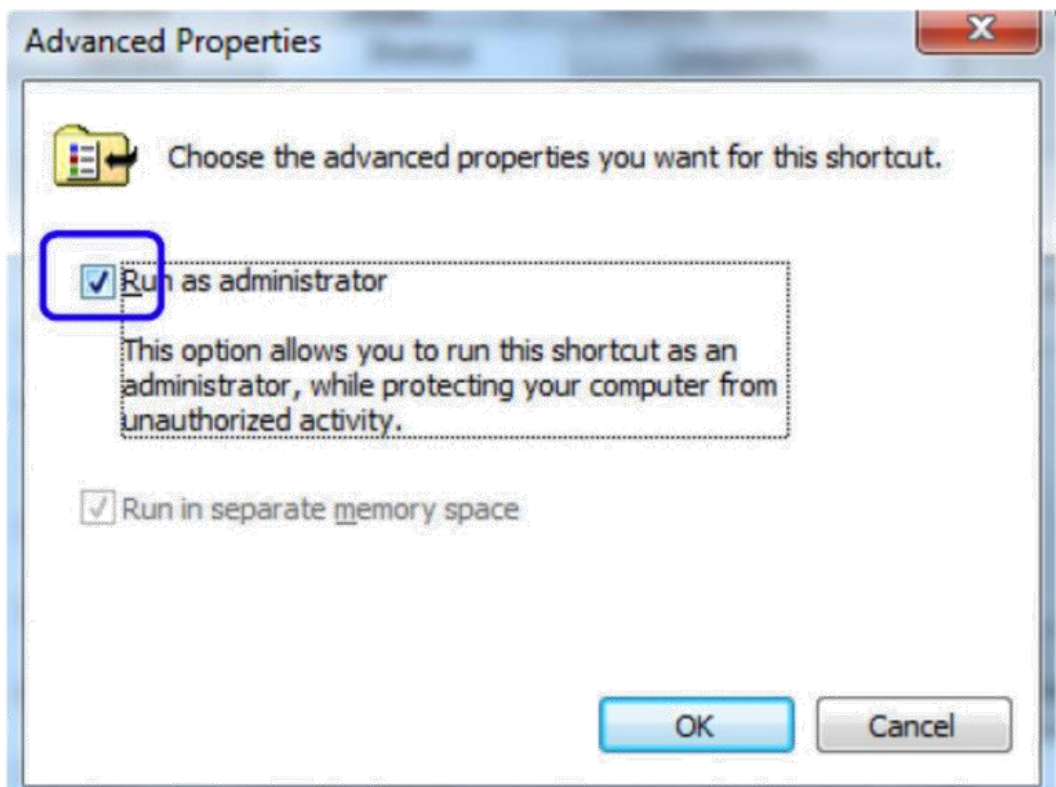 Advanced Properties
Choose the advanced properties you want for this shortcut.
Run as administrator
This option allows you to run this shortcut as an
administrator, while protecting your computer from
unauthorized activity.
Run in separate memory space
OK Cancel